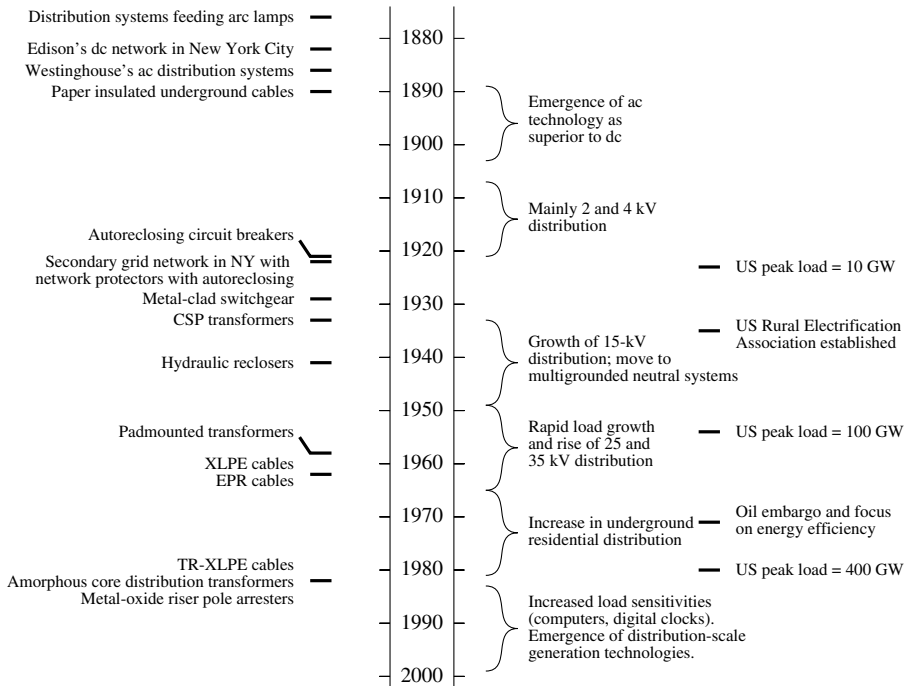 Distribution systems feeding arc lamps
Edison's dc network in New York City
Westinghouse's ac distribution systems
Paper insulated underground cables
Autoreclosing circuit breakers
Secondary grid network in NY with
network protectors with autoreclosing
Metal-clad switchgear
CSP transformers
Hydraulic reclosers
Padmounted transformers
XLPE cables
EPR cables
TR-XLPE cables
Amorphous core distribution transformers
Metal-oxide riser pole arresters
1880
1890
1900
1910
1920
1930
1940
1950
1960
1970
1980
1990
2000
Emergence of ac
technology as
superior to dc
Mainly 2 and 4 kV
distribution
Growth of 15-kV
distribution; move to
multigrounded neutral systems
Rapid load growth
and rise of 25 and
35 kV distribution
Increase in underground
residential distribution
Increased load sensitivities
(computers, digital clocks).
Emergence of distribution-scale
generation technologies.
US peak load = 10 GW
US Rural Electrification
Association established
US peak load = 100 GW
Oil embargo and focus
on energy efficiency
US peak load = 400 GW